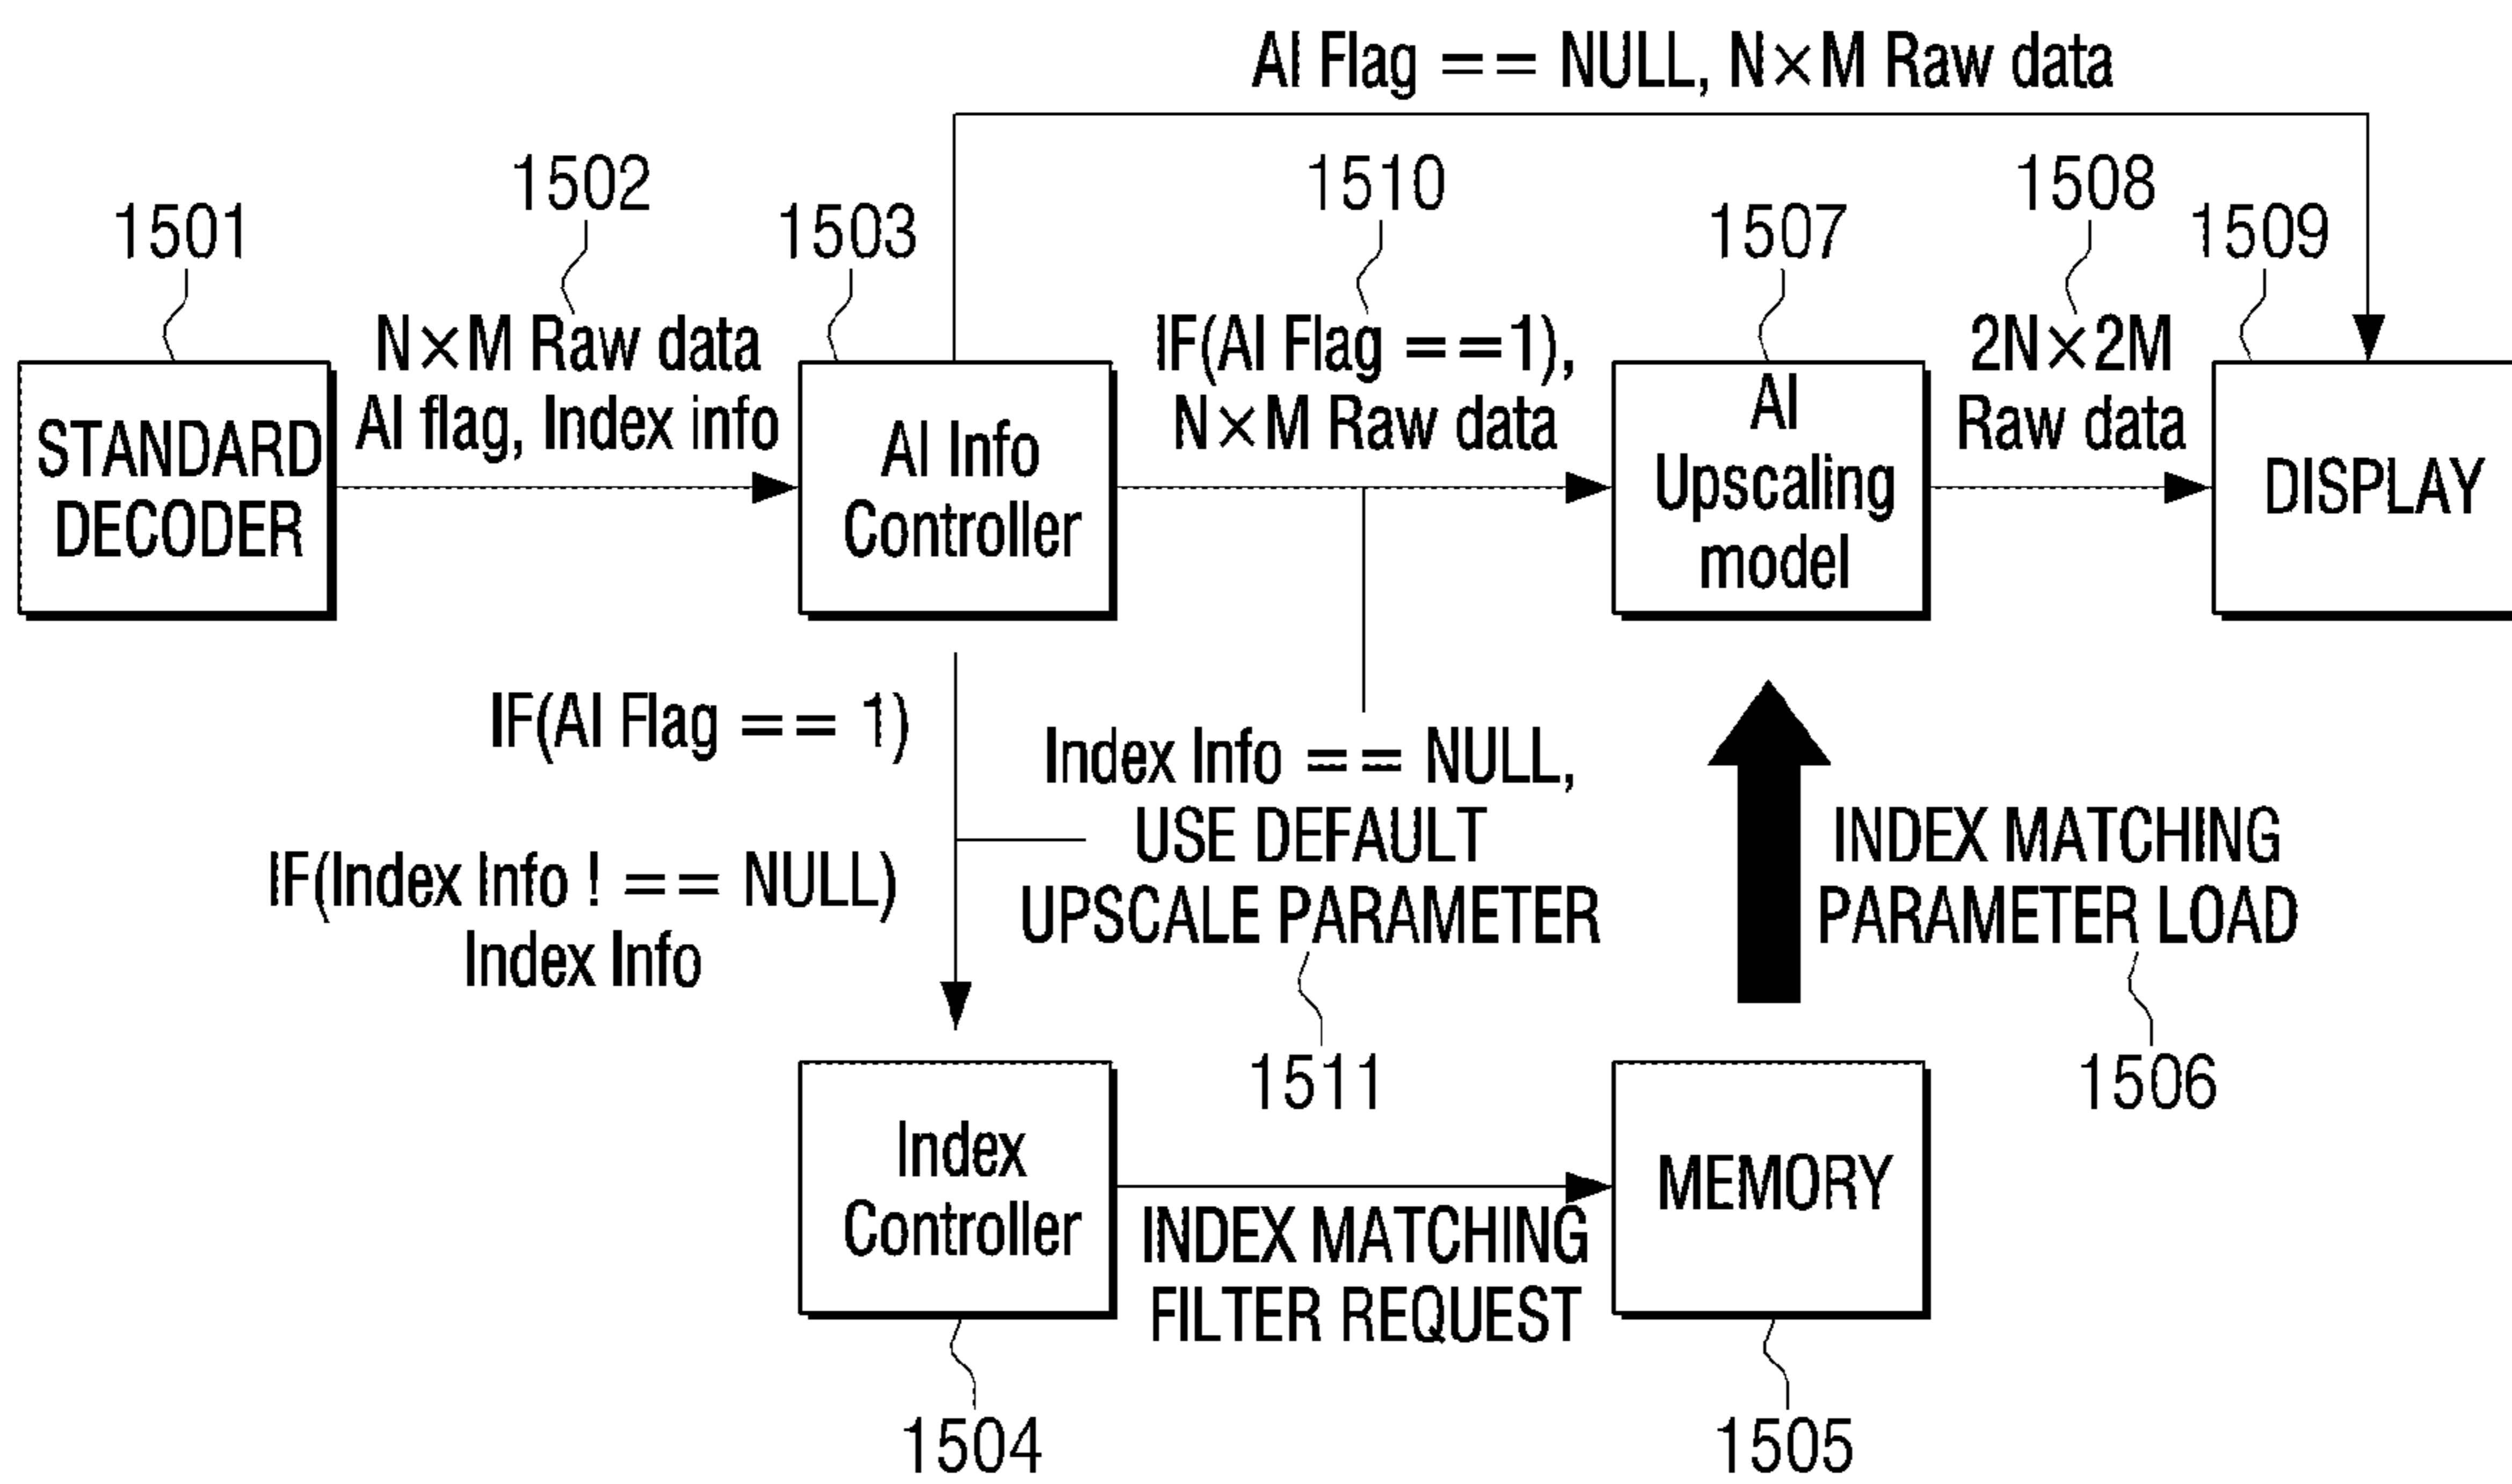 AI Flag == NULL, N×M Raw data
1501
1502
1503
1510
1507
1508
1509
N×M Raw data
AI flag, Index info
IF(AI Flag ==1),
N×M Raw data
2N×2M
Raw data
STANDARD
DECODER
AI Info
Controller
AI
Upscaling
model
DISPLAY
IF(AI Flag == 1)
IF(Index Info ! == NULL)
Index Info
Index Info == NULL,
USE DEFAULT
UPSCALE PARAMETER
1511
INDEX MATCHING
PARAMETER LOAD
1506
Index
Controller
INDEX MATCHING
FILTER REQUEST
MEMORY
1504
1505